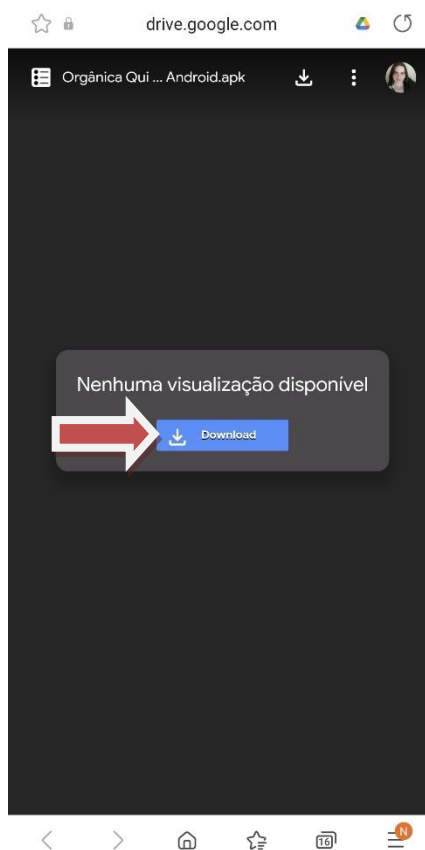 drive.google.com
Orgânica Qui ... Android.apk
Nenhuma visualização disponível
Download
16
N